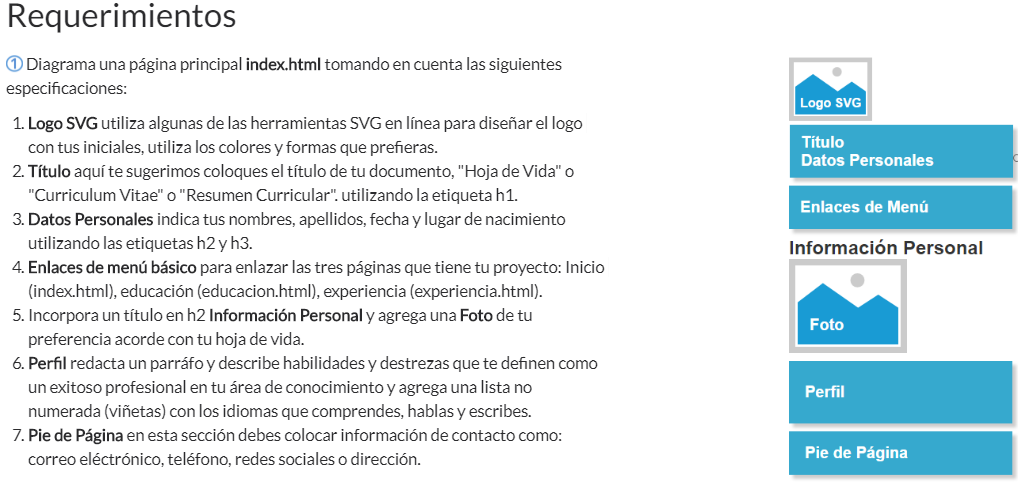 Requerimientos
① Diagrama una página principal index.html tomando en cuenta las siguientes
especificaciones:
1. Logo SVG utiliza algunas de las herramientas SVG en línea para diseñar el logo
con tus iniciales, utiliza los colores y formas que prefieras.
2. Título aquí te sugerimos coloques el título de tu documento, "Hoja de Vida" o
"Curriculum Vitae" o "Resumen Curricular". utilizando la etiqueta h1.
3. Datos Personales indica tus nombres, apellidos, fecha y lugar de nacimiento
utilizando las etiquetas h2 y h3.
4. Enlaces de menú básico para enlazar las tres páginas que tiene tu proyecto: Inicio
(index.html), educación (educacion.html), experiencia (experiencia.html).
5. Incorpora un título en h2 Información Personal y agrega una Foto de tu
preferencia acorde con tu hoja de vida.
6. Perfil redacta un parráfo y describe habilidades y destrezas que te definen como
un exitoso profesional en tu área de conocimiento y agrega una lista no
numerada (viñetas) con los idiomas que comprendes, hablas y escribes.
7. Pie de Página en esta sección debes colocar información de contacto como:
correo eléctrónico, teléfono, redes sociales o dirección.
Logo SVG
Título
Datos Personales
Enlaces de Menú
Información Personal
Foto
Perfil
Pie de Página